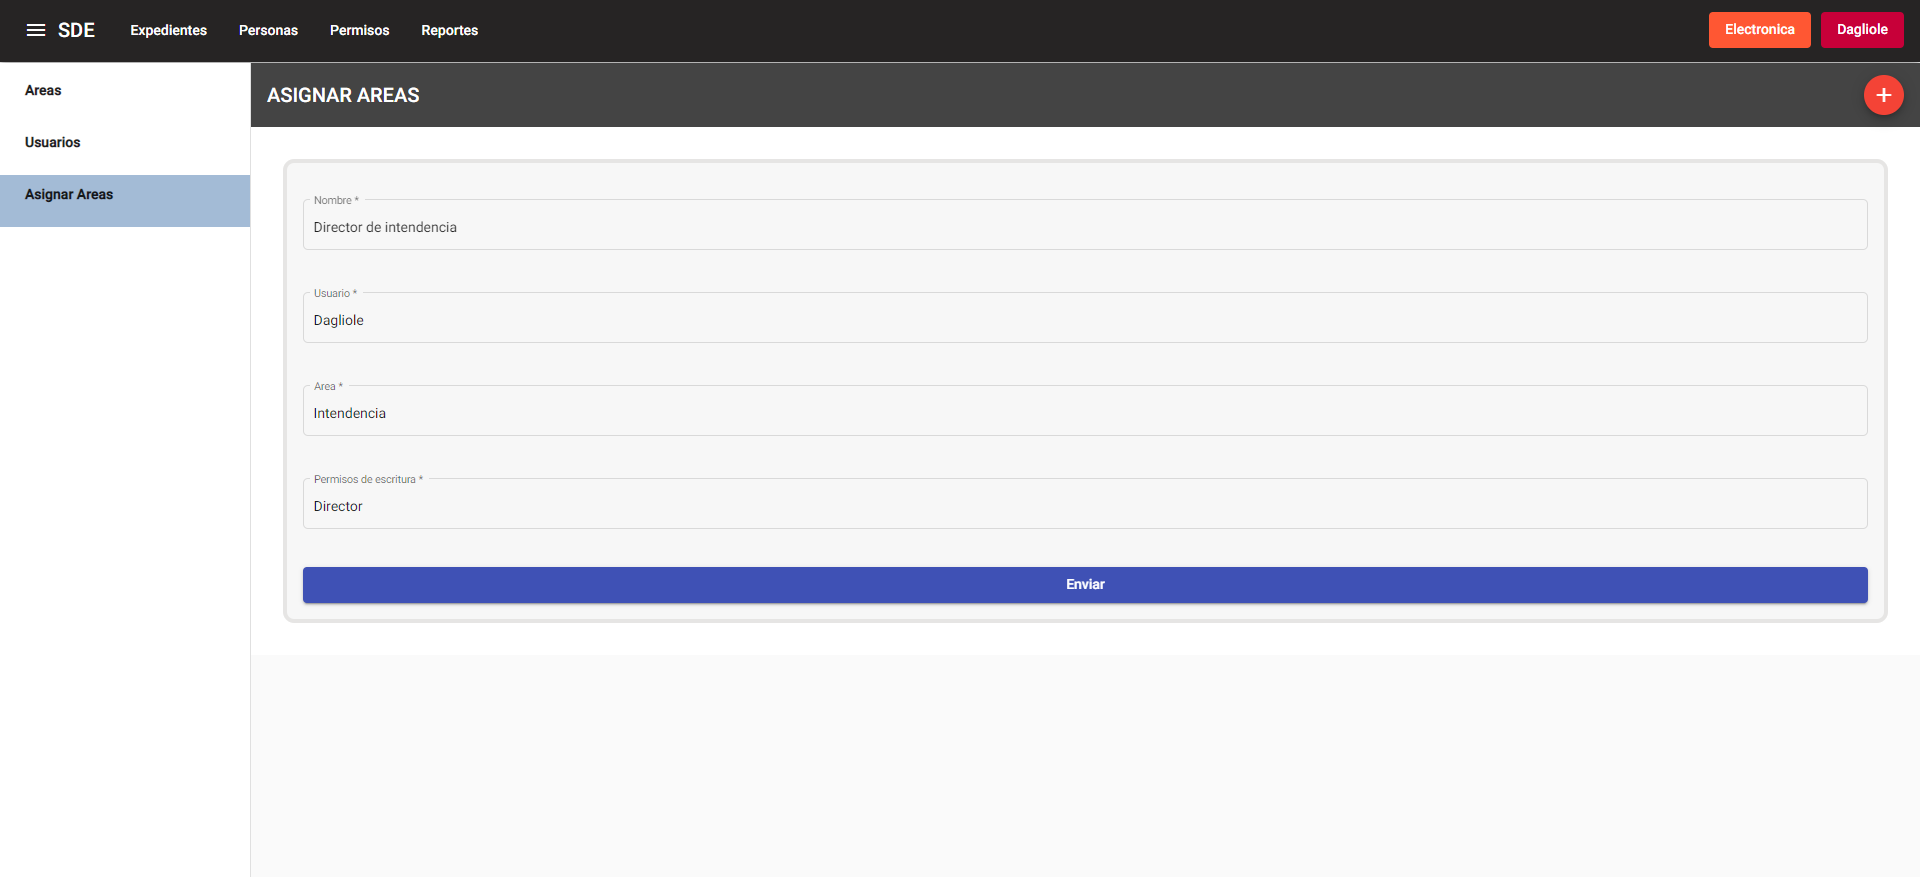 SDE Expedientes Personas Permisos Reportes Electronica Dagliole
Areas
Usuarios
Asignar Areas
ASIGNAR AREAS
Nombre *
Director de intendencia
Usuario *
Dagliole
Area *
Intendencia
Permisos de escritura *
Director
Enviar